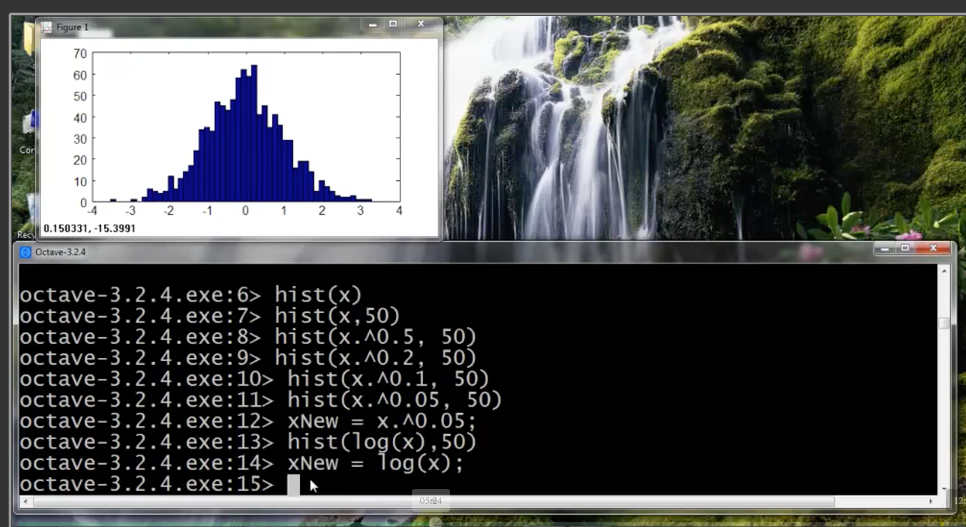 Figure 1
70
60
50
40
30
20
10
0
-4 -3 -2 -1 0 1 2 3 4
0.150331, -15.3991
Octave-3.2.4
octave-3.2.4.exe:6> hist(x)
octave-3.2.4.exe:7> hist(x,50)
octave-3.2.4.exe:8> hist(x.^0.5, 50)
octave-3.2.4.exe:9> hist(x.^0.2, 50)
octave-3.2.4.exe:10> hist(x.^0.1, 50)
octave-3.2.4.exe:11> hist(x.^0.05, 50)
octave-3.2.4.exe:12> xNew = x.^0.05;
octave-3.2.4.exe:13> hist(log(x),50)
octave-3.2.4.exe:14> xNew = log(x);
octave-3.2.4.exe:15>